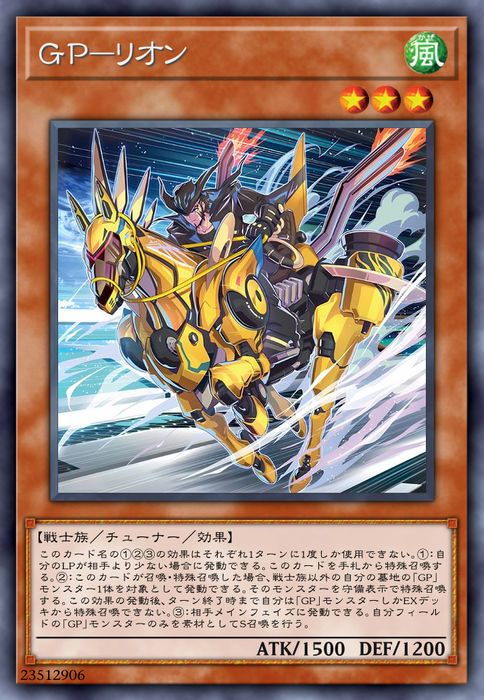 GP－リオン
風
かぜ
【戦士族／チューナー／効果】
このカード名の①②③の効果はそれぞれ1ターンに1度しか使用できない。①：自
分のLPが相手より少ない場合に発動できる。このカードを手札から特殊召喚す
る。②：このカードが召喚・特殊召喚した場合、戦士族以外の自分の墓地の「GP」
モンスター1体を対象として発動できる。そのモンスターを守備表示で特殊召喚
する。この効果の発動後、ターン終了時まで自分は「GP」モンスターしかEXデッ
キから特殊召喚できない。③：相手メインフェイズに発動できる。自分フィール
ドの「GP」モンスターのみを素材としてS召喚を行う。
ATK/1500 DEF/1200
23512906